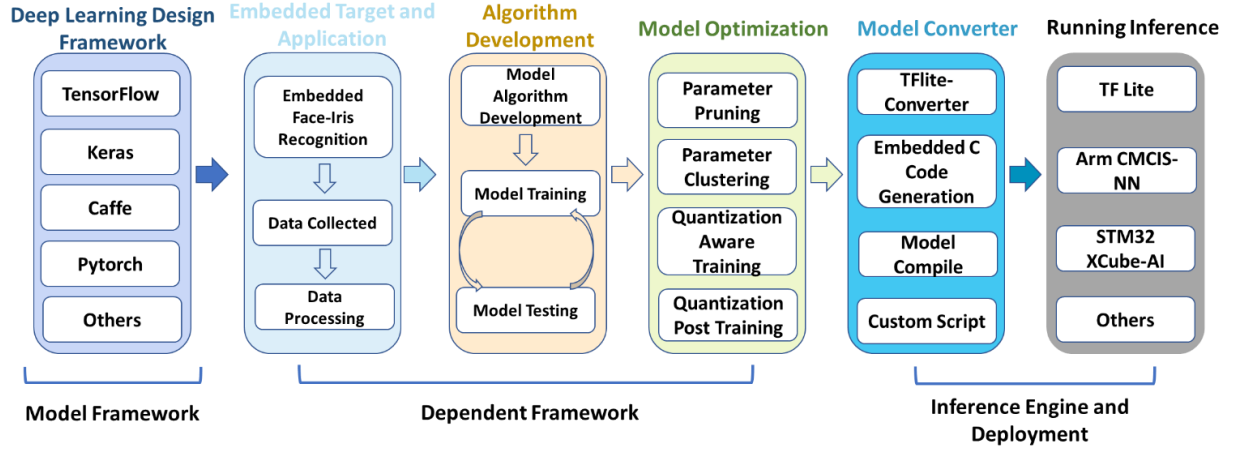 Deep Learning Design
Framework
TensorFlow
Keras
Caffe
Pytorch
Others
Embedded Target and
Application
Embedded
Face-Iris
Recognition
Data Collected
Data
Processing
Algorithm
Development
Model
Algorithm
Development
Model Training
Model Testing
Model Optimization
Parameter
Pruning
Parameter
Clustering
Quantization
Aware
Training
Quantization
Post Training
Model Converter
TFlite-
Converter
Embedded C
Code
Generation
Model
Compile
Custom Script
Running Inference
TF Lite
Arm CMCIS-
NN
STM32
XCube-AI
Others
Model Framework
Dependent Framework
Inference Engine and
Deployment